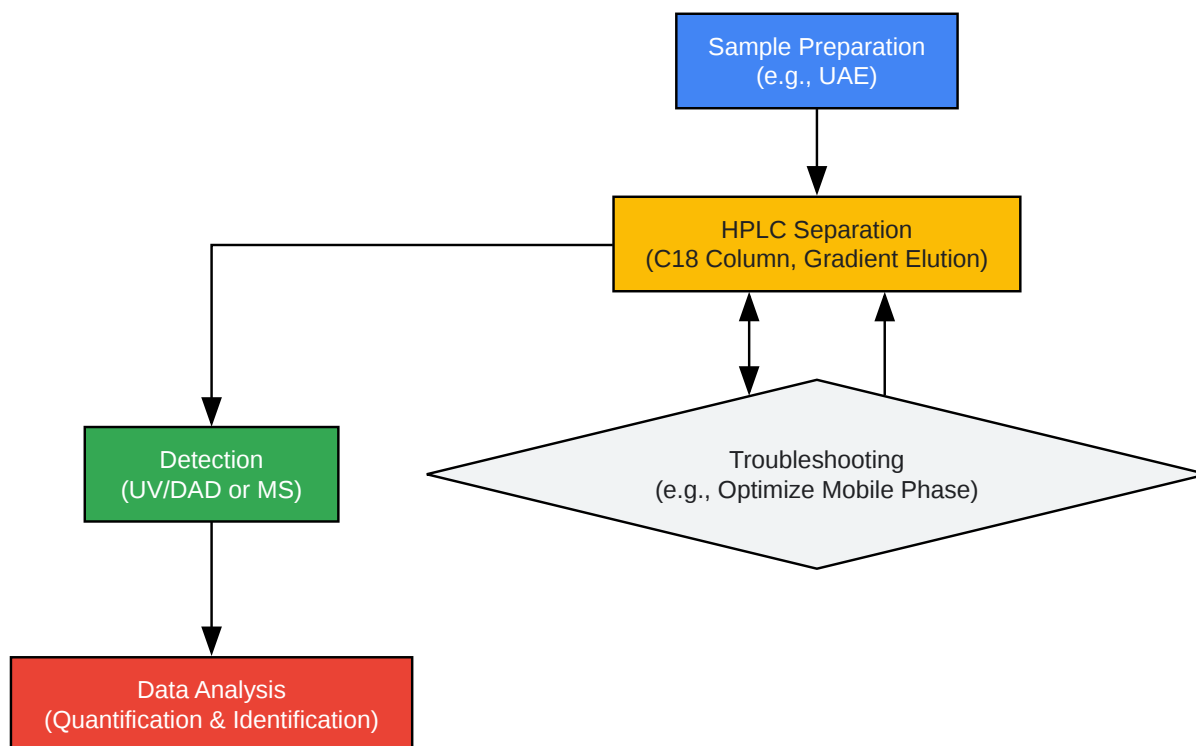 Sample Preparation
(e.g., UAE)
HPLC Separation
(C18 Column, Gradient Elution)
Detection
(UV/DAD or MS)
Troubleshooting
(e.g., Optimize Mobile Phase)
Data Analysis
(Quantification & Identification)